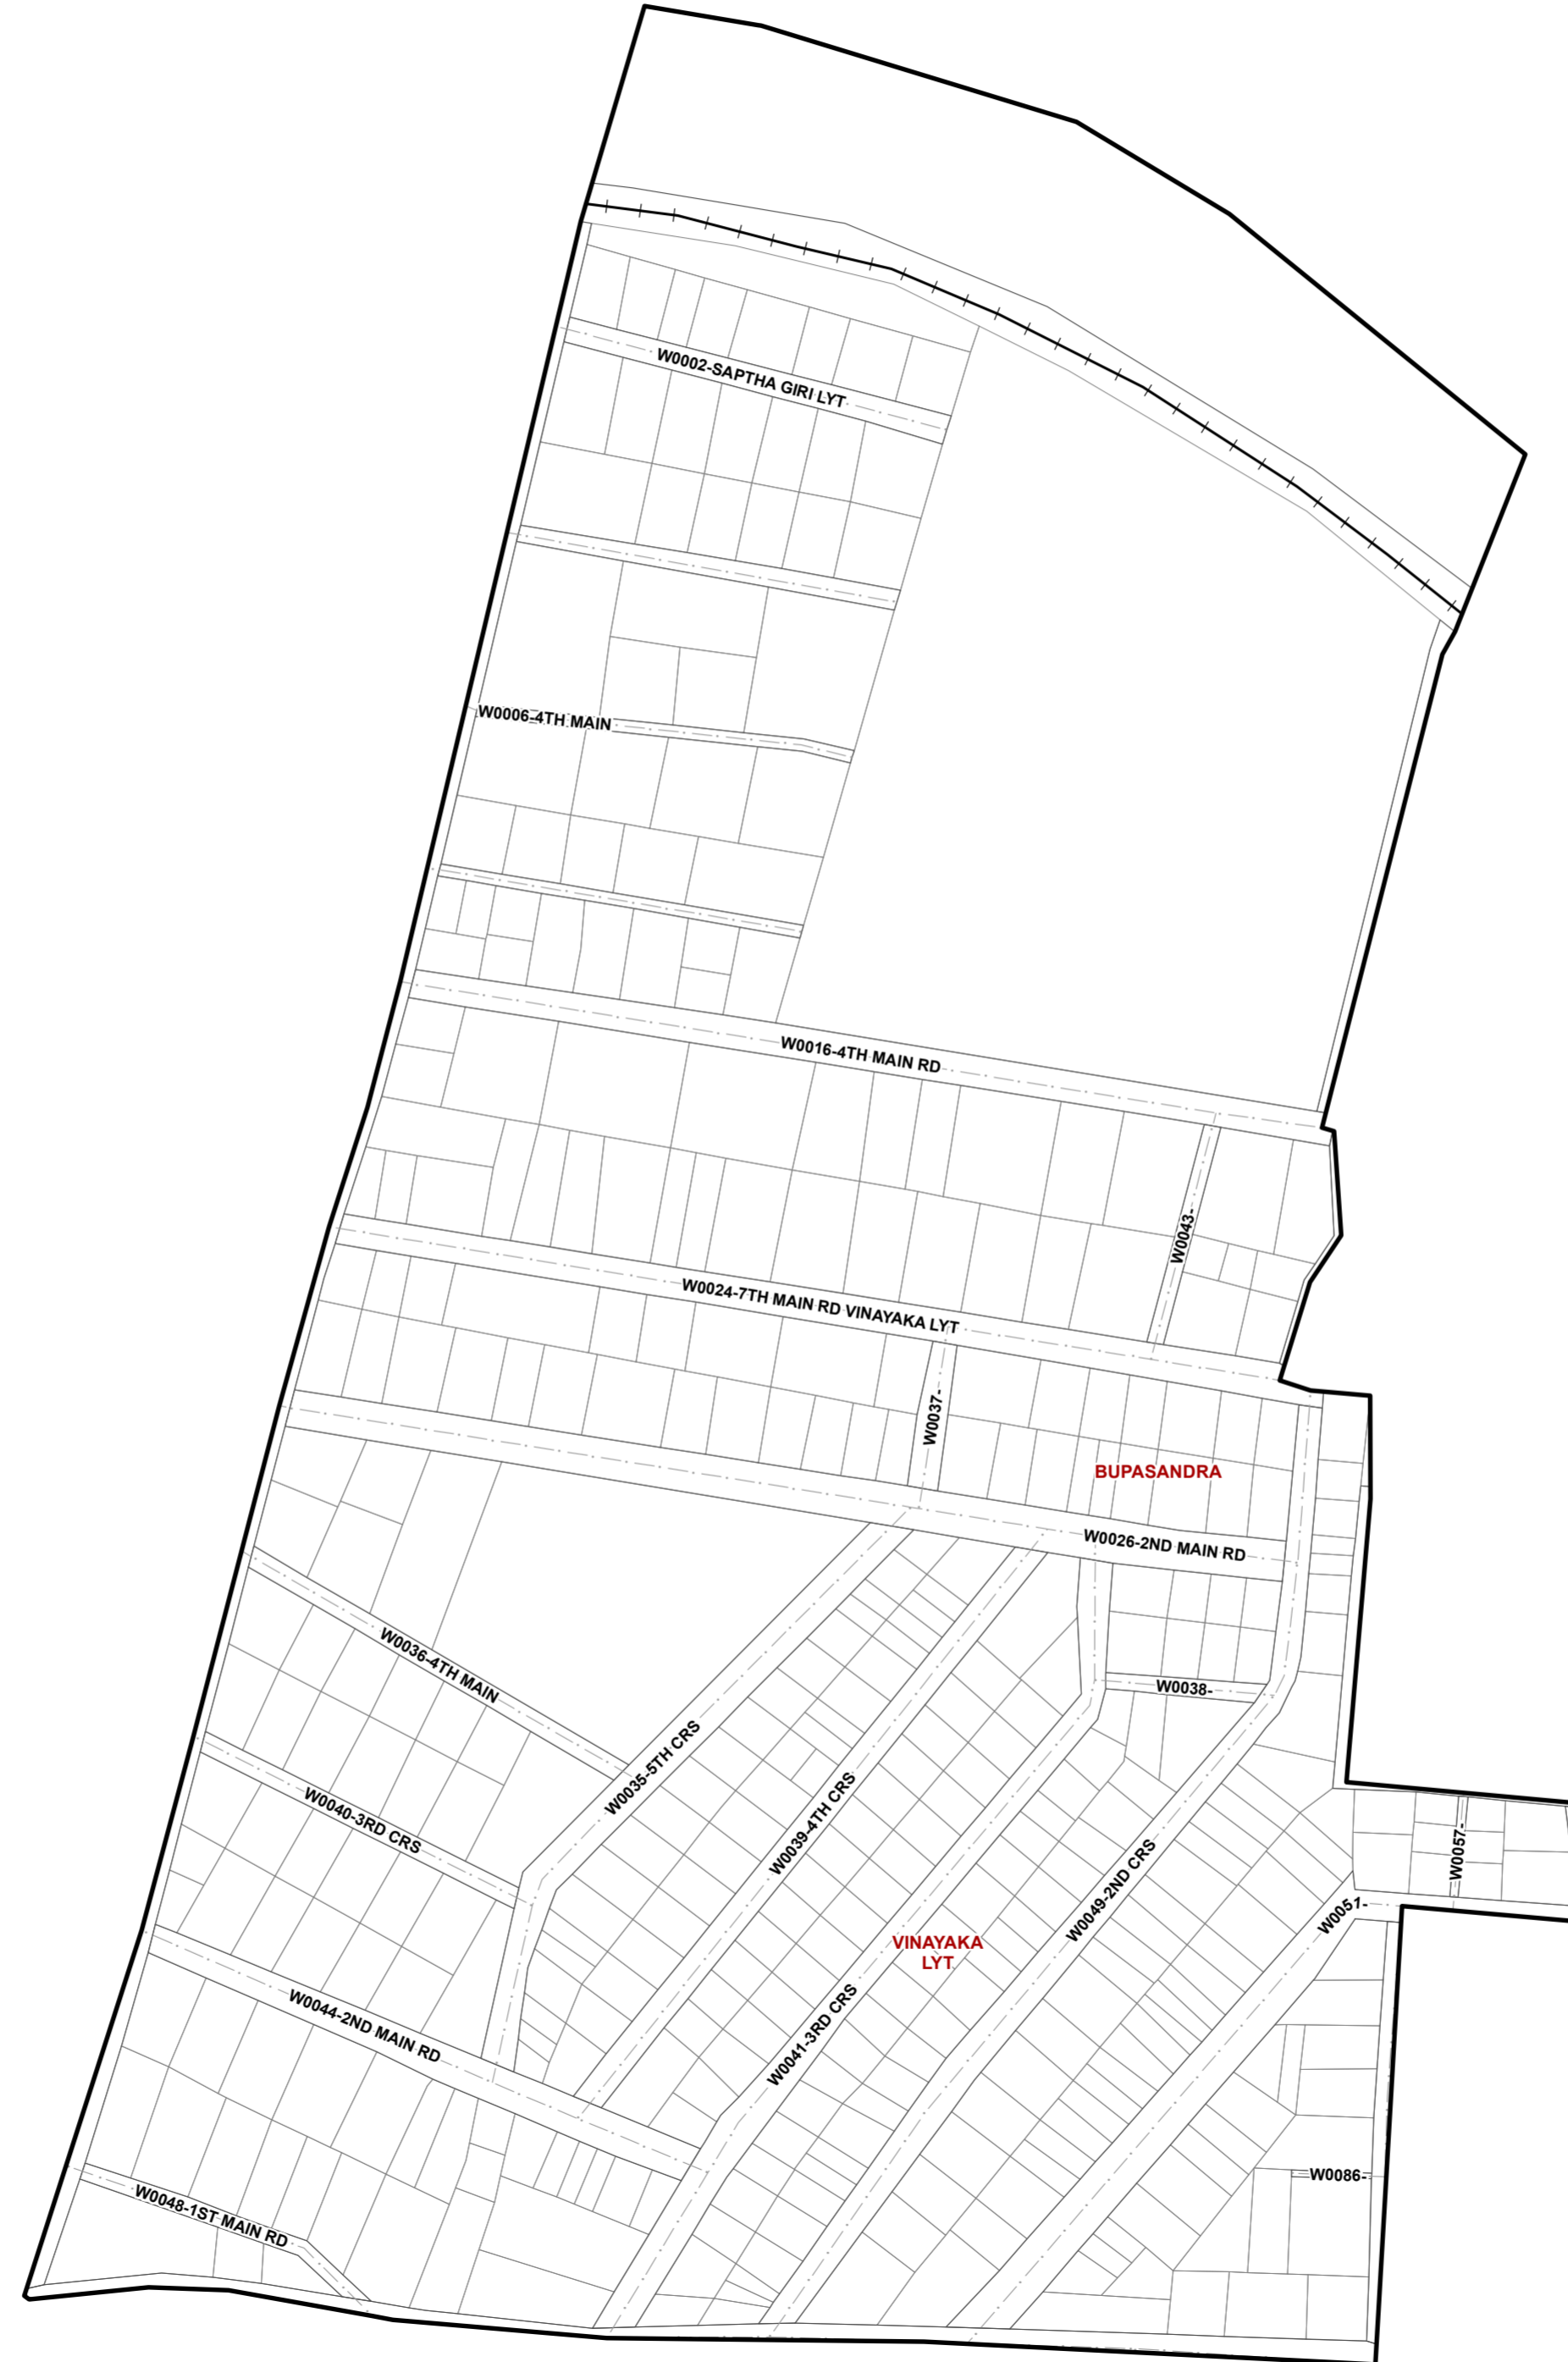 W0002-SAPTHA GIRI LYT
W0006-4TH MAIN
W0016-4TH MAIN RD
W0043-
W0024-7TH MAIN RD VINAYAKA LYT
W0037-
BUPASANDRA
W0026-2ND MAIN RD
W0036-4TH MAIN
W0038-
W0035-5TH CRS
W0040-3RD CRS
W0039-4TH CRS
W0057-
W0049-2ND CRS
W0051-
VINAYAKA
LYT
W0044-2ND MAIN RD
W0041-3RD CRS
W0086-
W0048-1ST MAIN RD